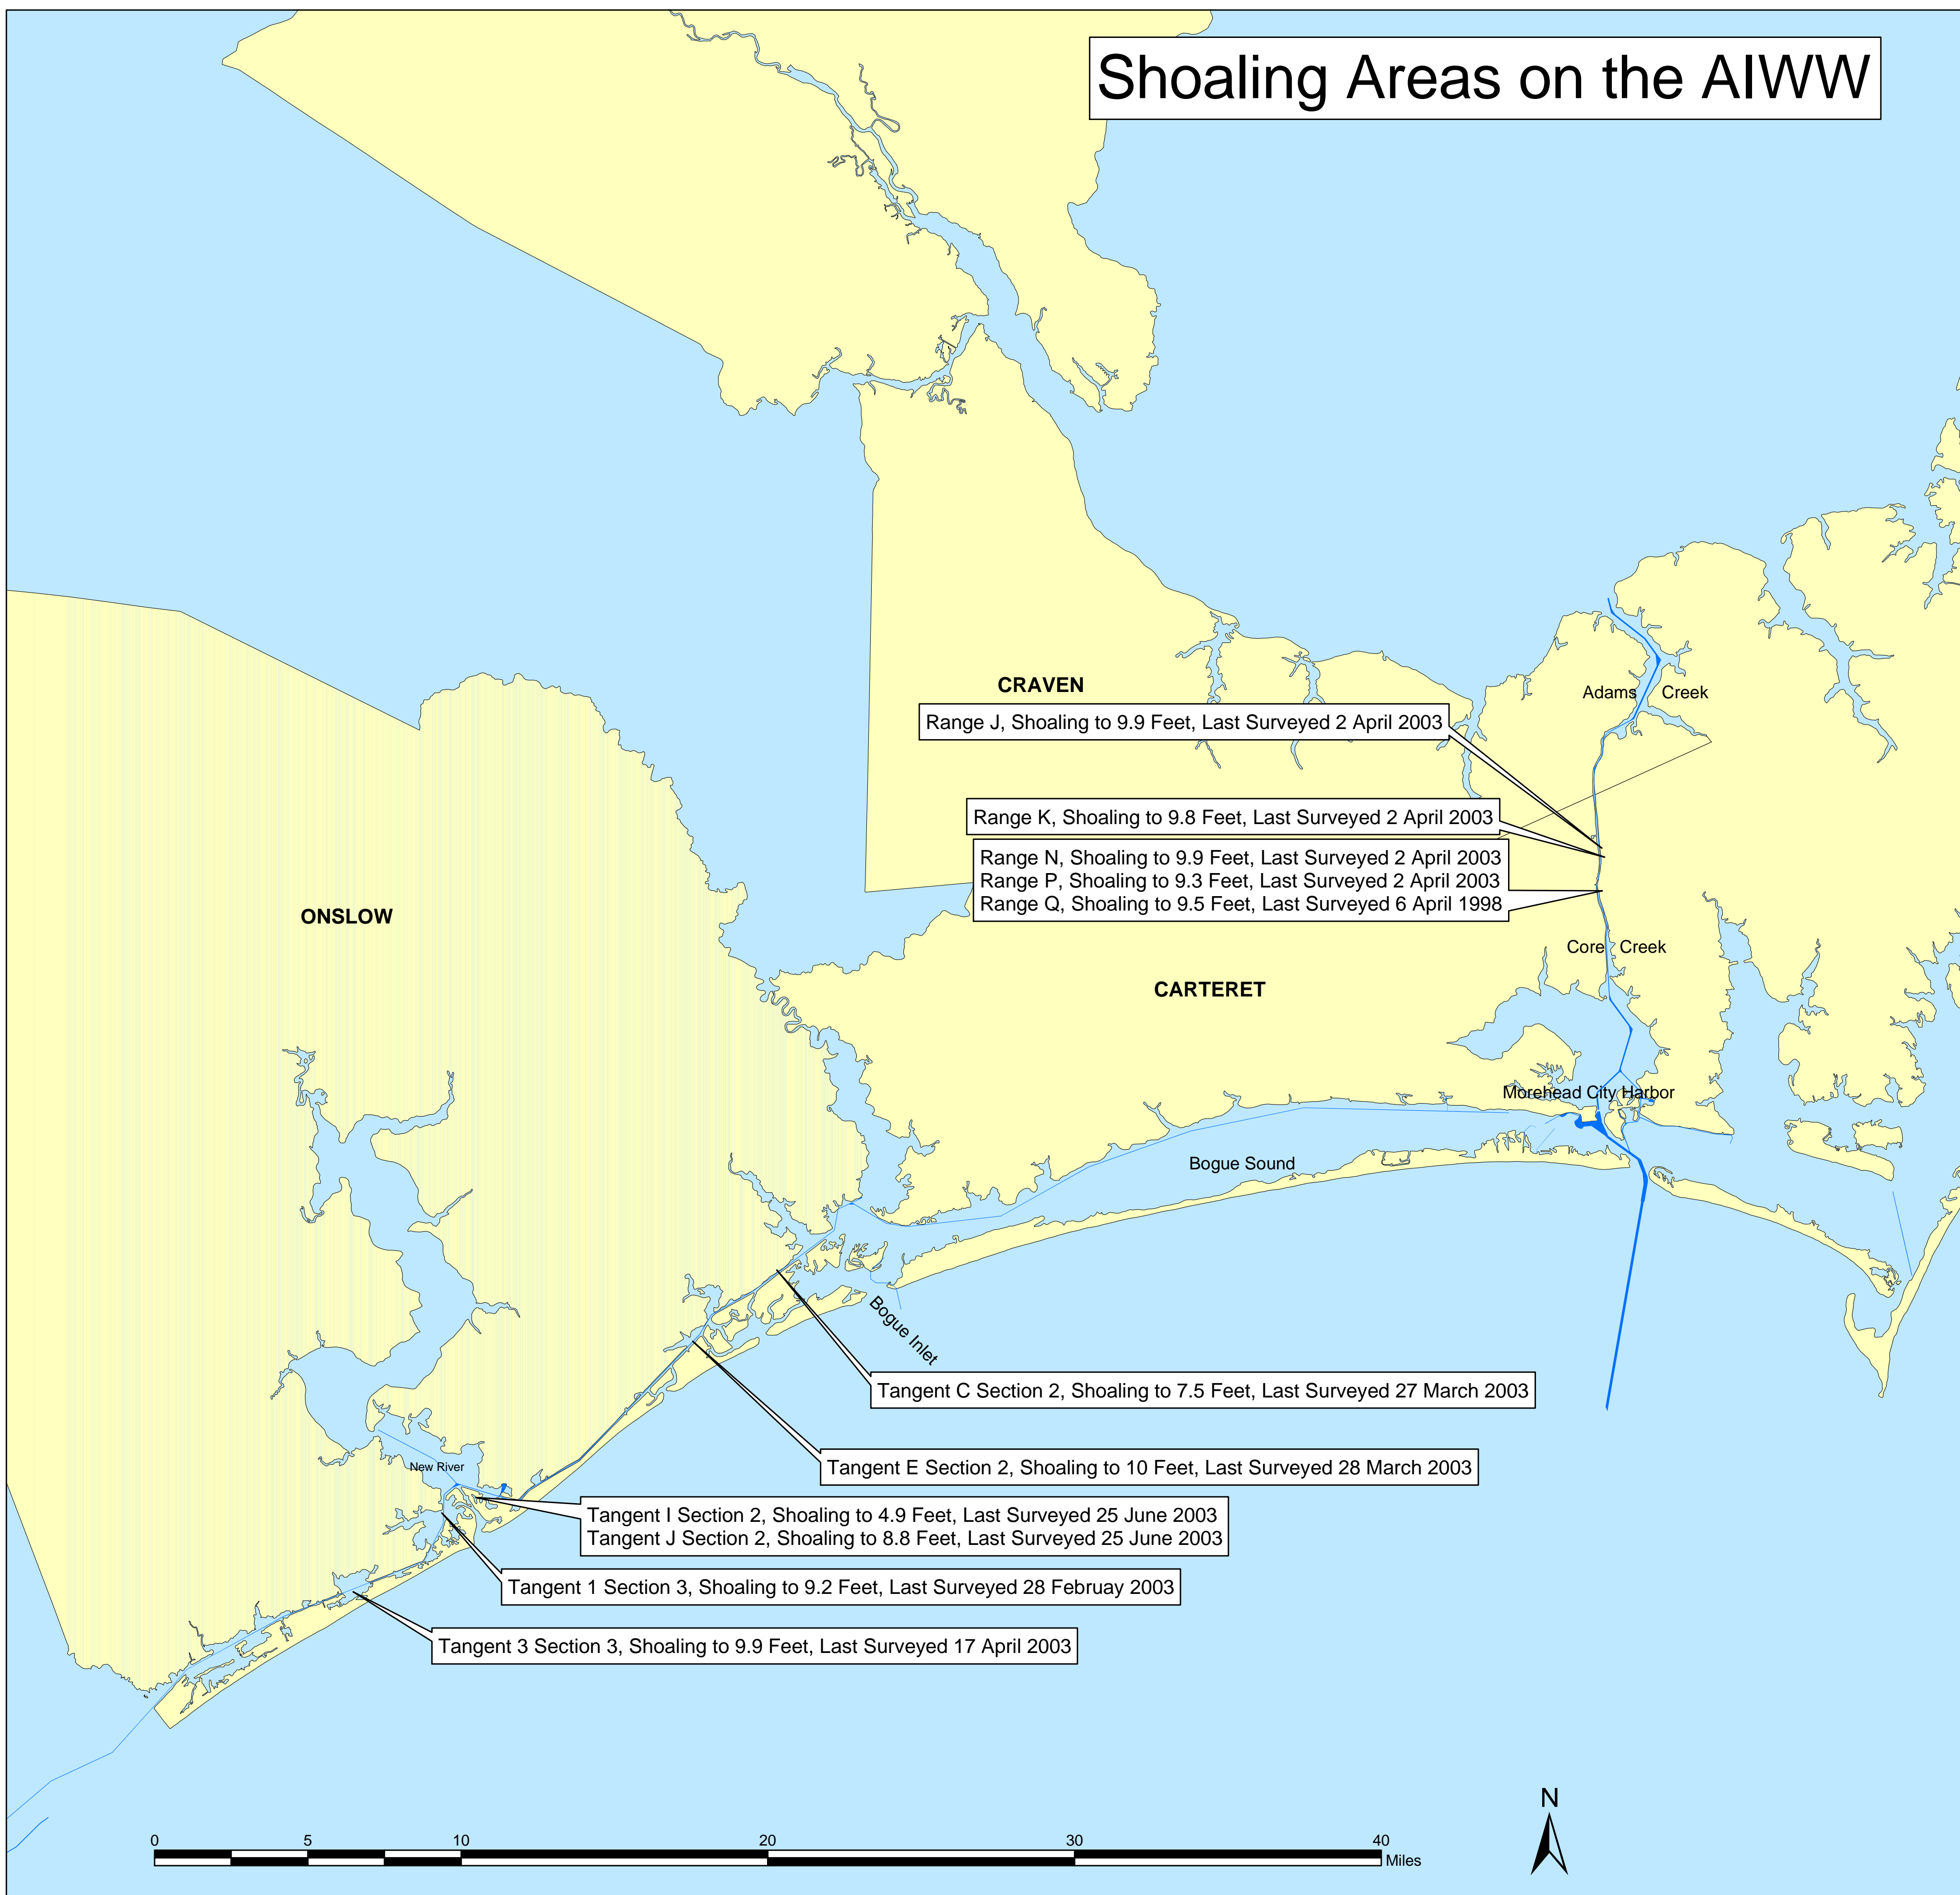 Shoaling Areas on the AIWW
CRAVEN
Adams Creek
Range J, Shoaling to 9.9 Feet, Last Surveyed 2 April 2003
Range K, Shoaling to 9.8 Feet, Last Surveyed 2 April 2003
Range N, Shoaling to 9.9 Feet, Last Surveyed 2 April 2003
Range P, Shoaling to 9.3 Feet, Last Surveyed 2 April 2003
Range Q, Shoaling to 9.5 Feet, Last Surveyed 6 April 1998
ONSLOW
Core Creek
CARTERET
Morehead City Harbor
Bogue Sound
Bogue Inlet
Tangent C Section 2, Shoaling to 7.5 Feet, Last Surveyed 27 March 2003
Tangent E Section 2, Shoaling to 10 Feet, Last Surveyed 28 March 2003
New River
Tangent I Section 2, Shoaling to 4.9 Feet, Last Surveyed 25 June 2003
Tangent J Section 2, Shoaling to 8.8 Feet, Last Surveyed 25 June 2003
Tangent 1 Section 3, Shoaling to 9.2 Feet, Last Surveyed 28 Februay 2003
Tangent 3 Section 3, Shoaling to 9.9 Feet, Last Surveyed 17 April 2003
N
0 5 10 20 30 40
Miles